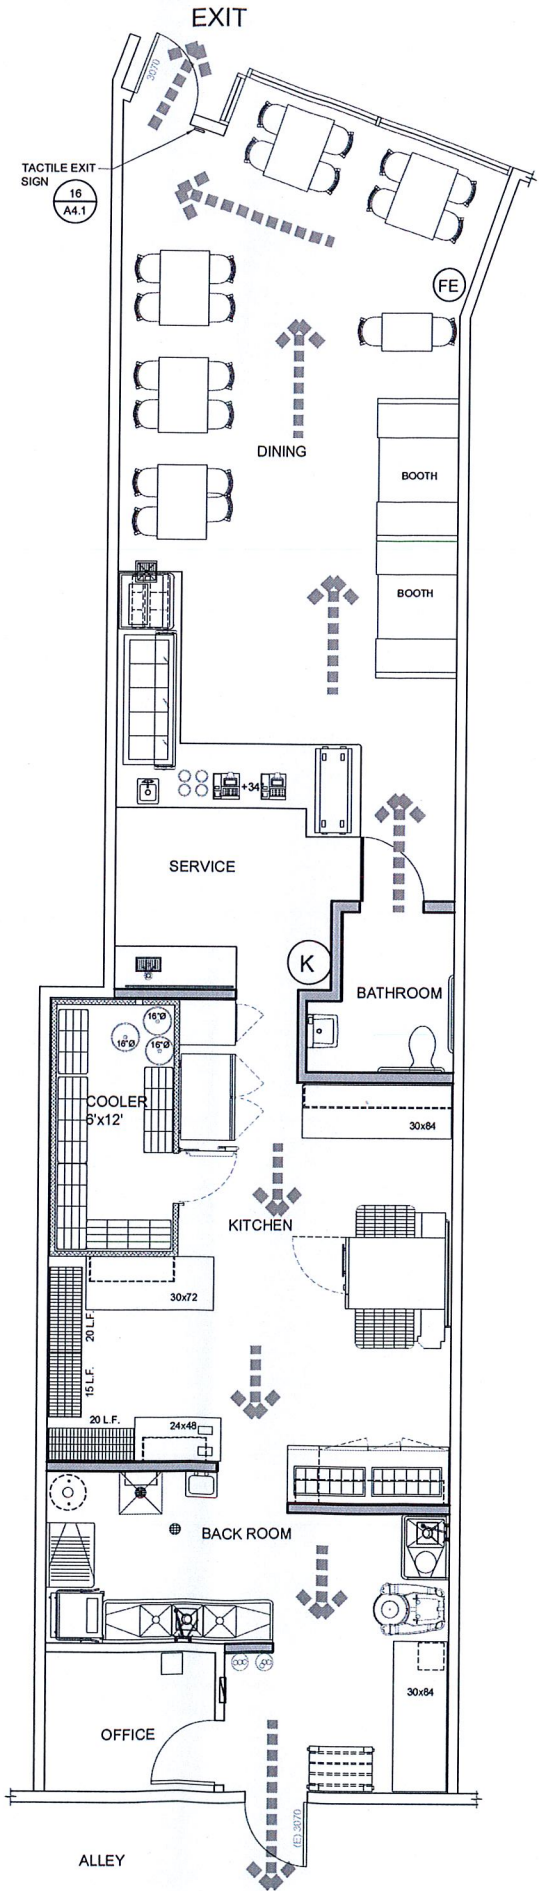 EXIT
3070
TACTILE EXIT
SIGN
16
A4.1
FE
DINING
BOOTH
BOOTH
+34
SERVICE
K
BATHROOM
16"Ø
16"Ø
16"Ø
COOLER
6'x12'
30x84
KITCHEN
30x72
20 L.F.
15 L.F.
20 L.F.
24x48
BACK ROOM
30x84
OFFICE
(E) 3070
ALLEY